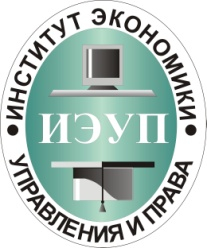 • ИНСТИТУТ ЭКОНОМИКИ •
ИЭУП
УПРАВЛЕНИЯ И ПРАВА